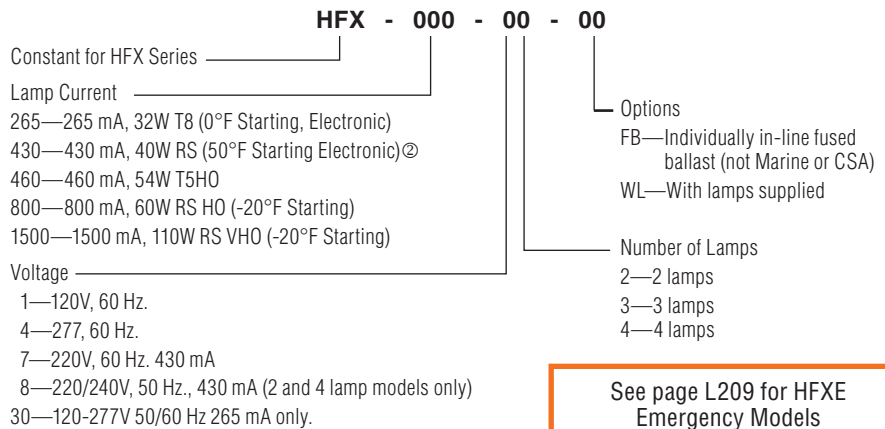 HFX - 000 - 00 - 00
Constant for HFX Series
Lamp Current
265—265 mA, 32W T8 (0°F Starting, Electronic)
430—430 mA, 40W RS (50°F Starting Electronic)②
460—460 mA, 54W T5HO
800—800 mA, 60W RS HO (-20°F Starting)
1500—1500 mA, 110W RS VHO (-20°F Starting)
Voltage
1—120V, 60 Hz.
4—277, 60 Hz.
7—220V, 60 Hz. 430 mA
8—220/240V, 50 Hz., 430 mA (2 and 4 lamp models only)
30—120-277V 50/60 Hz 265 mA only.
Options
FB—Individually in-line fused
ballast (not Marine or CSA)
WL—With lamps supplied
Number of Lamps
2—2 lamps
3—3 lamps
4—4 lamps
See page L209 for HFXE
Emergency Models